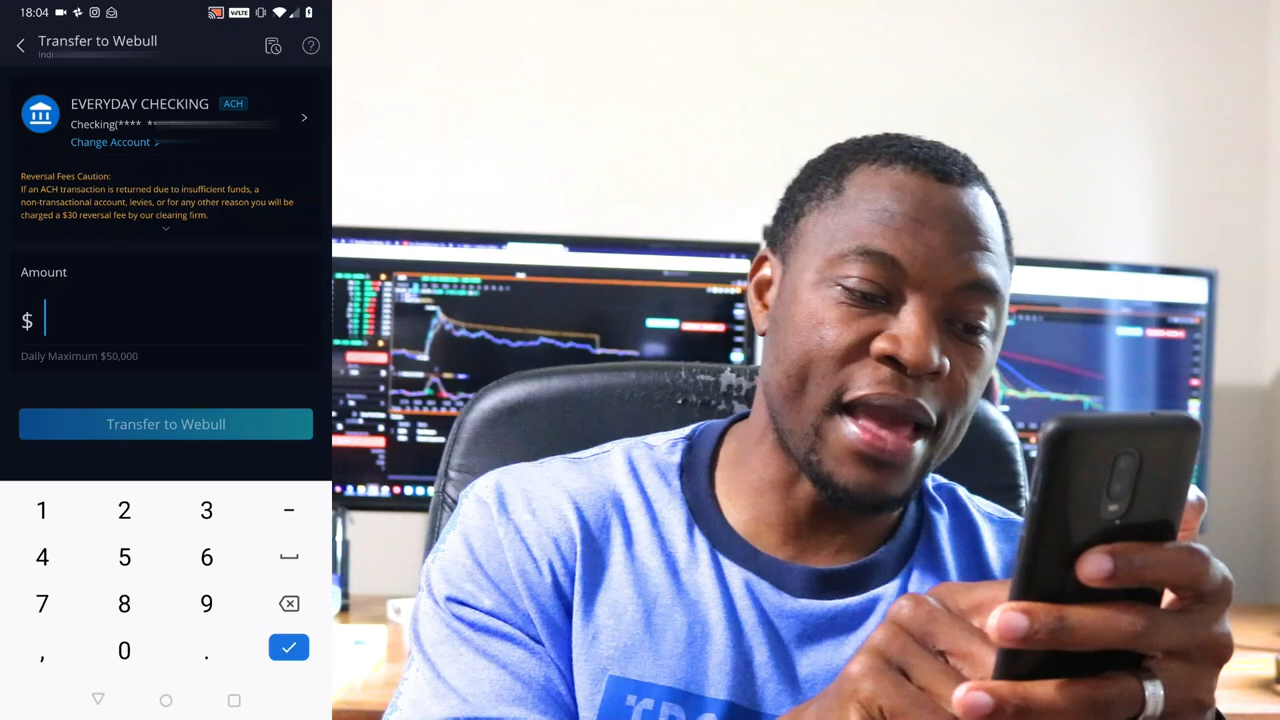 18:04
VoLTE
Transfer to Webull
EVERYDAY CHECKING ACH
Checking(**** *
Change Account >
Reversal Fees Caution:
If an ACH transaction is returned due to insufficient funds, a
non-transactional account, levies, or for any other reason you will be
charged a $30 reversal fee by our clearing firm.
Amount
$
Daily Maximum $50,000
Transfer to Webull
1 2 3 -
4 5 6
7 8 9
, 0 .